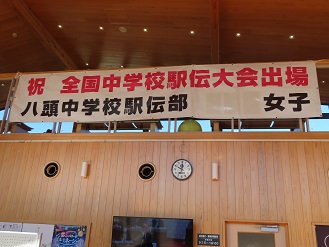 祝 全国中学校駅伝大会出場
八頭中学校駅伝部 女子